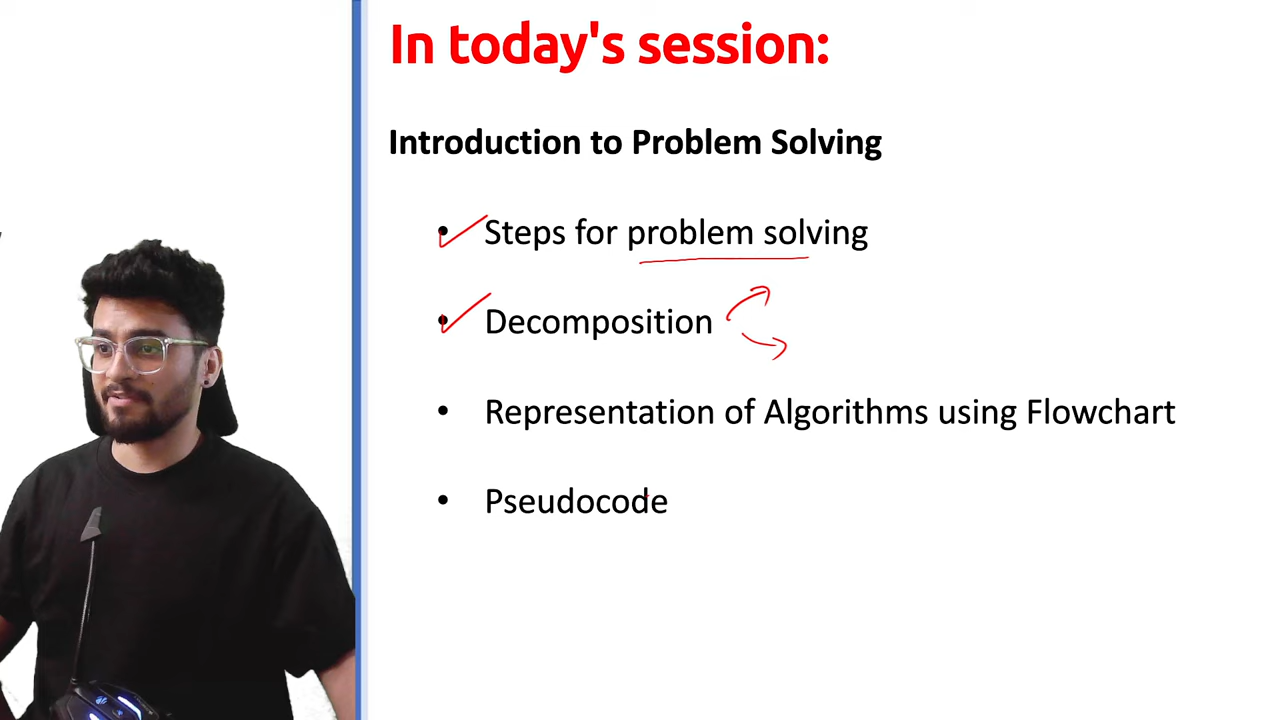 In today's session:
Introduction to Problem Solving
• Steps for problem solving
• Decomposition
• Representation of Algorithms using Flowchart
• Pseudocode